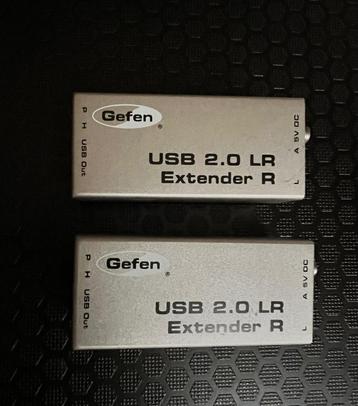 Gefen®
USB 2.0 LR
Extender R
P H USB Out
L A 5V DC
Gefen®
USB 2.0 LR
Extender R
P H USB Out
L A 5V DC